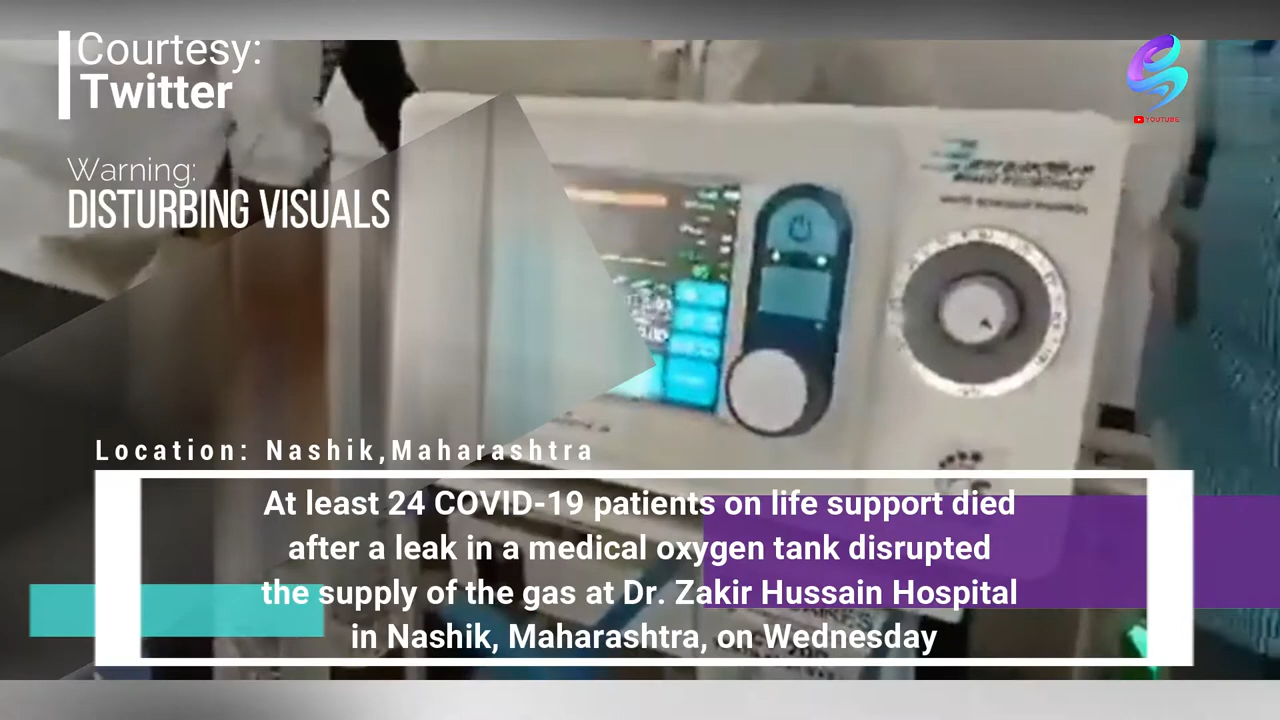 Courtesy:
Twitter
YOUTUBE
Warning:
DISTURBING VISUALS
Location: Nashik,Maharashtra
At least 24 COVID-19 patients on life support died
after a leak in a medical oxygen tank disrupted
the supply of the gas at Dr. Zakir Hussain Hospital
in Nashik, Maharashtra, on Wednesday